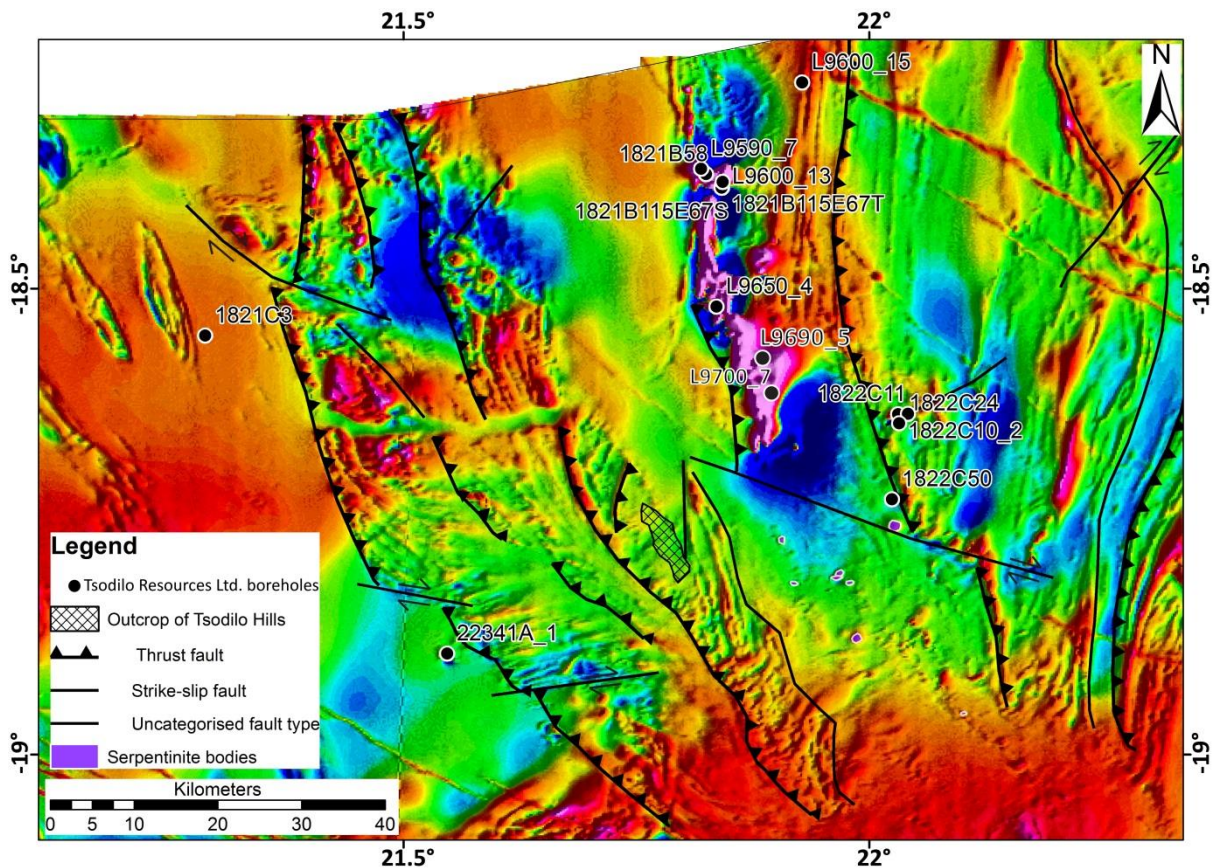 21.5°
22°
N
L9600_15
1821B58
L9590_7
L9600_13
1821B115E67S
1821B115E67T
-18.5°
-18.5°
L9650_4
1821C3
L9690_5
L9700_7
1822C11
1822C24
1822C10_2
1822C50
Legend
Tsodilo Resources Ltd. boreholes
Outcrop of Tsodilo Hills
Thrust fault
Strike-slip fault
Uncategorised fault type
Serpentinite bodies
22341A_1
-19°
-19°
Kilometers
0 5 10 20 30 40
21.5°
22°